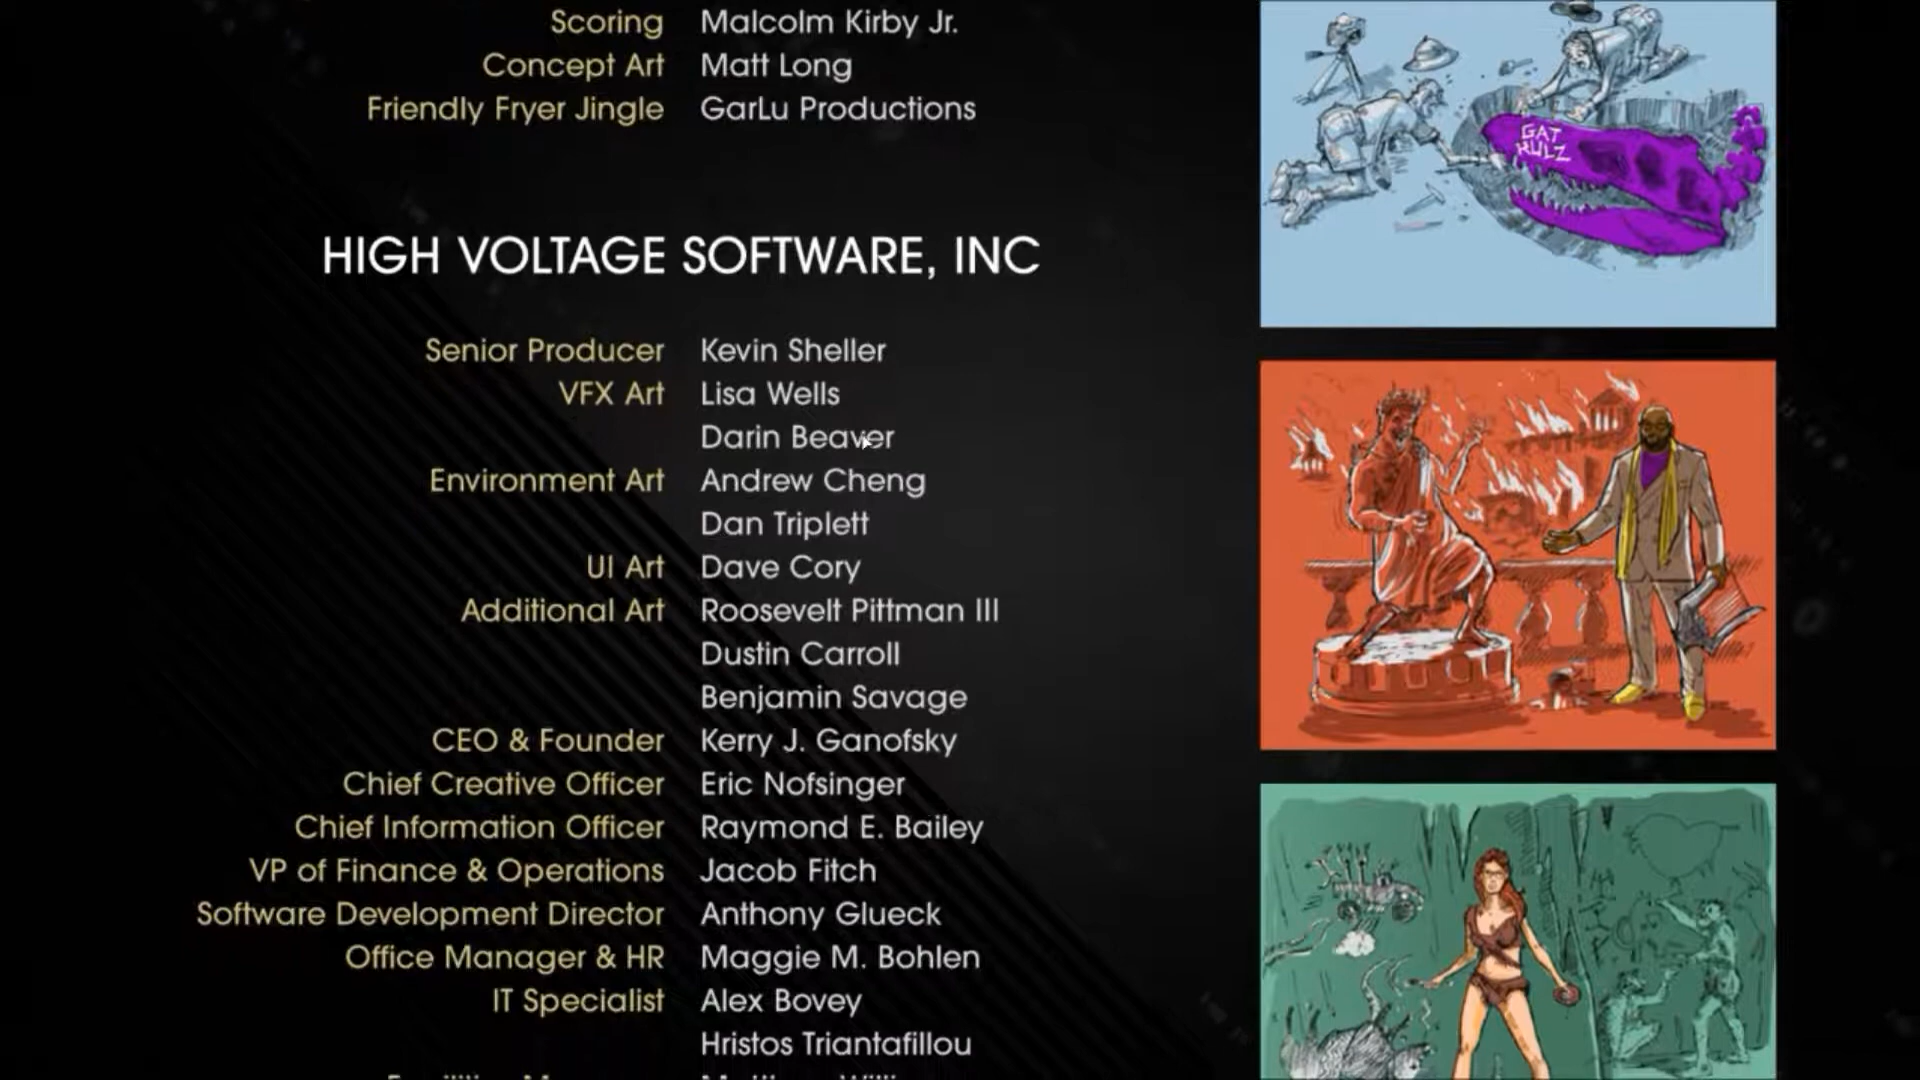 Scoring Malcolm Kirby Jr.
Concept Art Matt Long
Friendly Fryer Jingle GarLu Productions
HIGH VOLTAGE SOFTWARE, INC
Senior Producer Kevin Sheller
VFX Art Lisa Wells
Darin Beaver
Environment Art Andrew Cheng
Dan Triplett
UI Art Dave Cory
Additional Art Roosevelt Pittman III
Dustin Carroll
Benjamin Savage
CEO & Founder Kerry J. Ganofsky
Chief Creative Officer Eric Nofsinger
Chief Information Officer Raymond E. Bailey
VP of Finance & Operations Jacob Fitch
Software Development Director Anthony Glueck
Office Manager & HR Maggie M. Bohlen
IT Specialist Alex Bovey
Hristos Triantafillou
GAT
RULZ